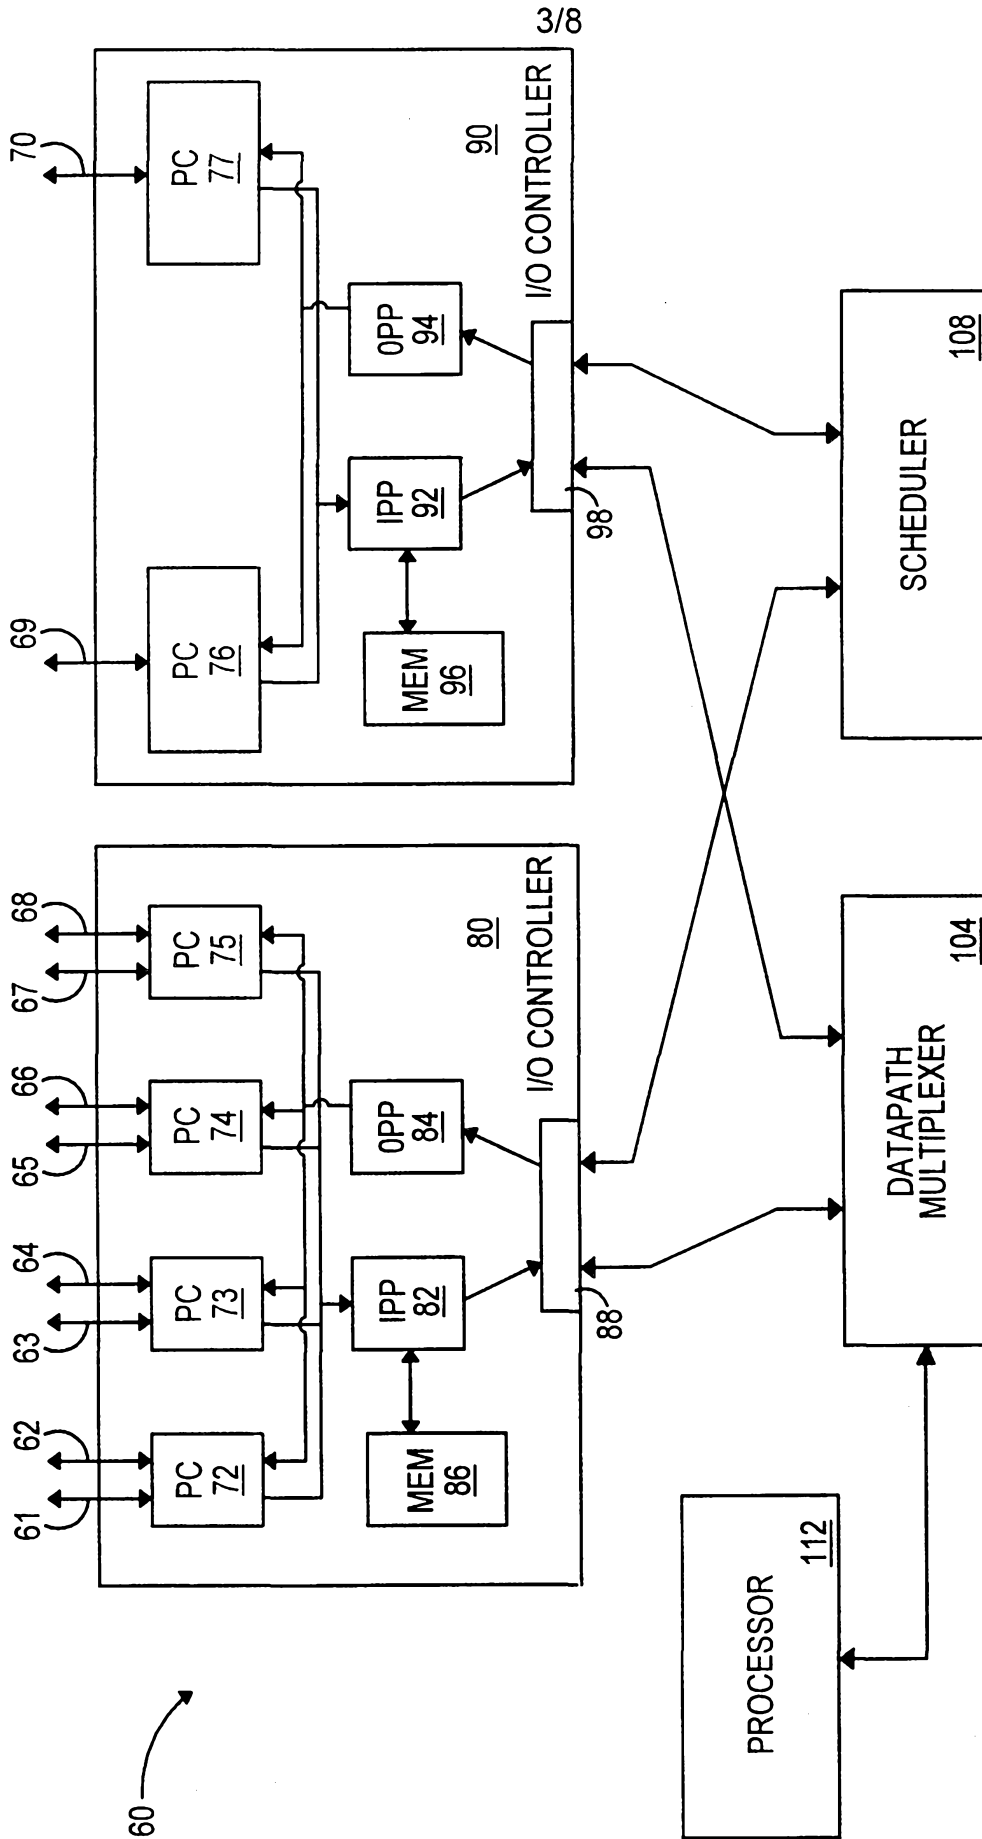 3/8
60
61
62
63
64
65
66
67
68
69
70
PC
72
PC
73
PC
74
PC
75
MEM
86
IPP
82
OPP
84
88
80
I/O CONTROLLER
PC
76
PC
77
MEM
96
IPP
92
OPP
94
98
90
I/O CONTROLLER
PROCESSOR
112
DATAPATH
MULTIPLEXER
104
SCHEDULER
108